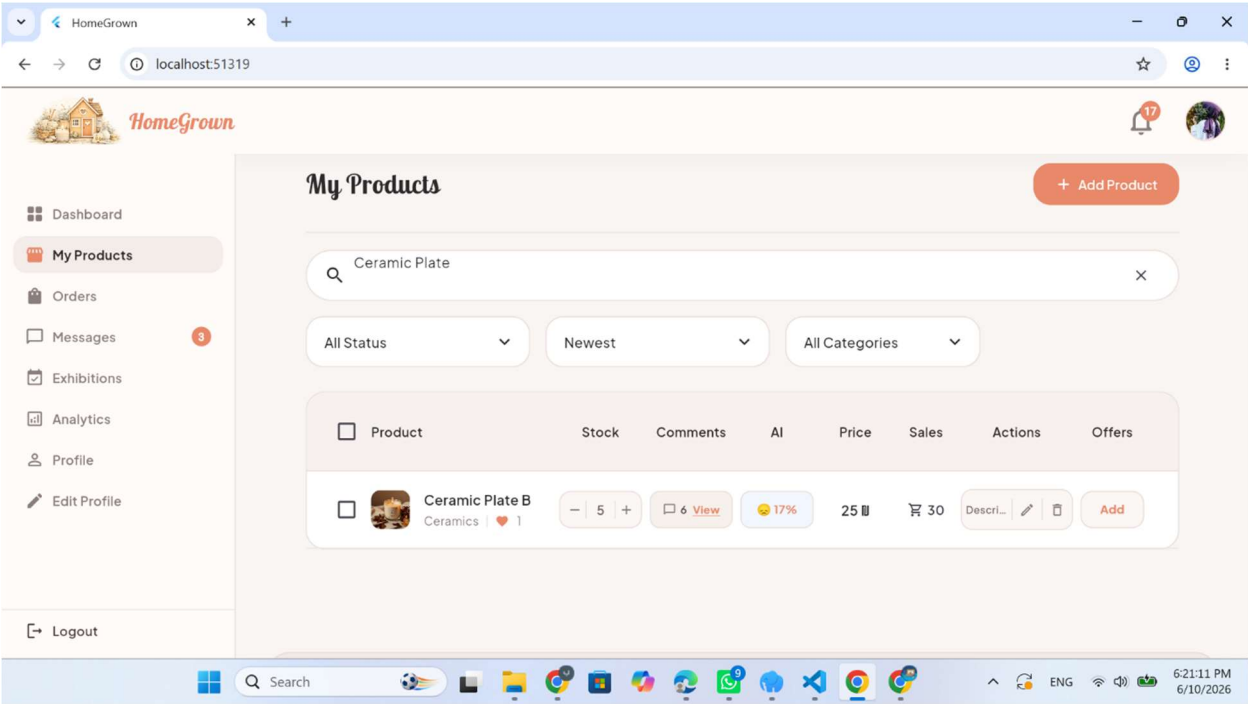 HomeGrown
localhost:51319
HomeGrown
17
My Products
+ Add Product
Dashboard
My Products
Orders
Messages 3
Exhibitions
Analytics
Profile
Edit Profile
Logout
Ceramic Plate
All Status
Newest
All Categories
Product Stock Comments AI Price Sales Actions Offers
Ceramic Plate B
Ceramics | 1
− 5 +
6 View
17%
25 ₪
30
Descri...
Add
Search
9
ENG
6:21:11 PM
6/10/2026